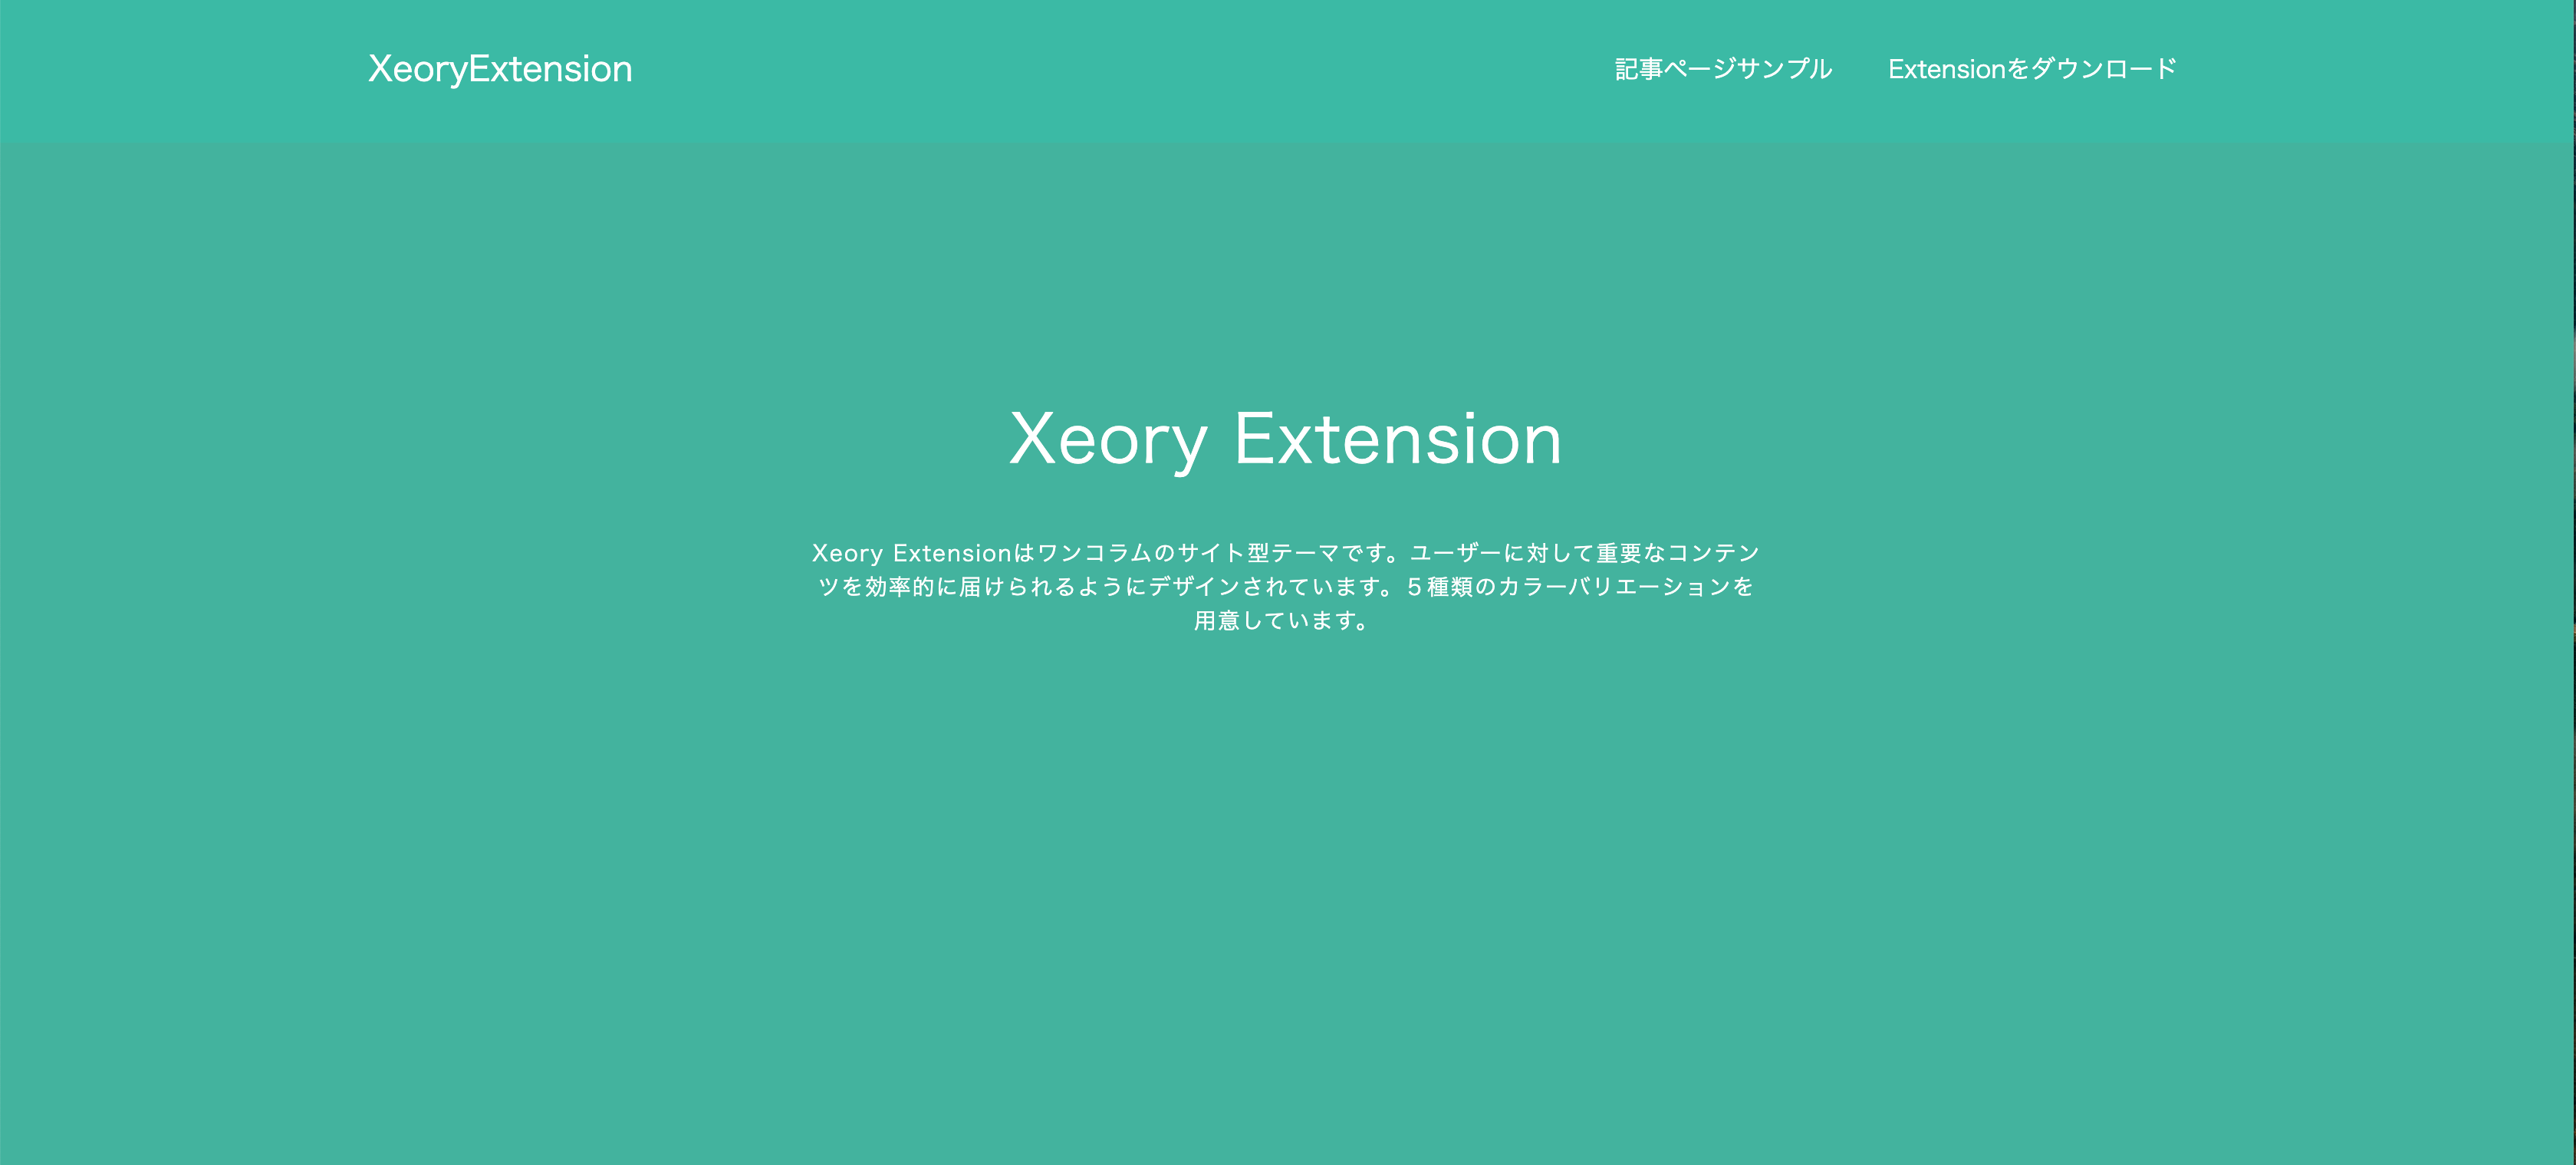 XeoryExtension
記事ページサンプル
Extensionをダウンロード
Xeory Extension
Xeory Extensionはワンコラムのサイト型テーマです。ユーザーに対して重要なコンテン
ツを効率的に届けられるようにデザインされています。５種類のカラーバリエーションを
用意しています。